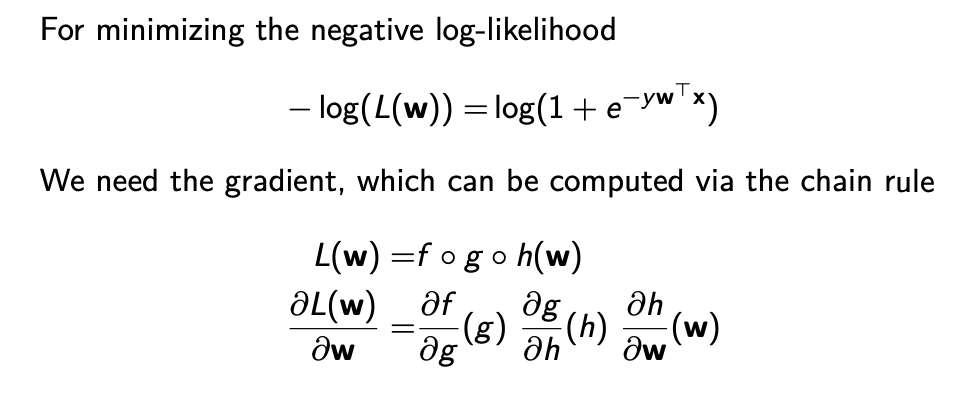 For minimizing the negative log-likelihood
− log(L(𝐰)) = log(1 + e^{−y𝐰^⊤𝐱})
We need the gradient, which can be computed via the chain rule
L(𝐰) = f ∘ g ∘ h(𝐰)
∂L(𝐰)/∂𝐰 = ∂f/∂g (g) ∂g/∂h (h) ∂h/∂𝐰 (𝐰)